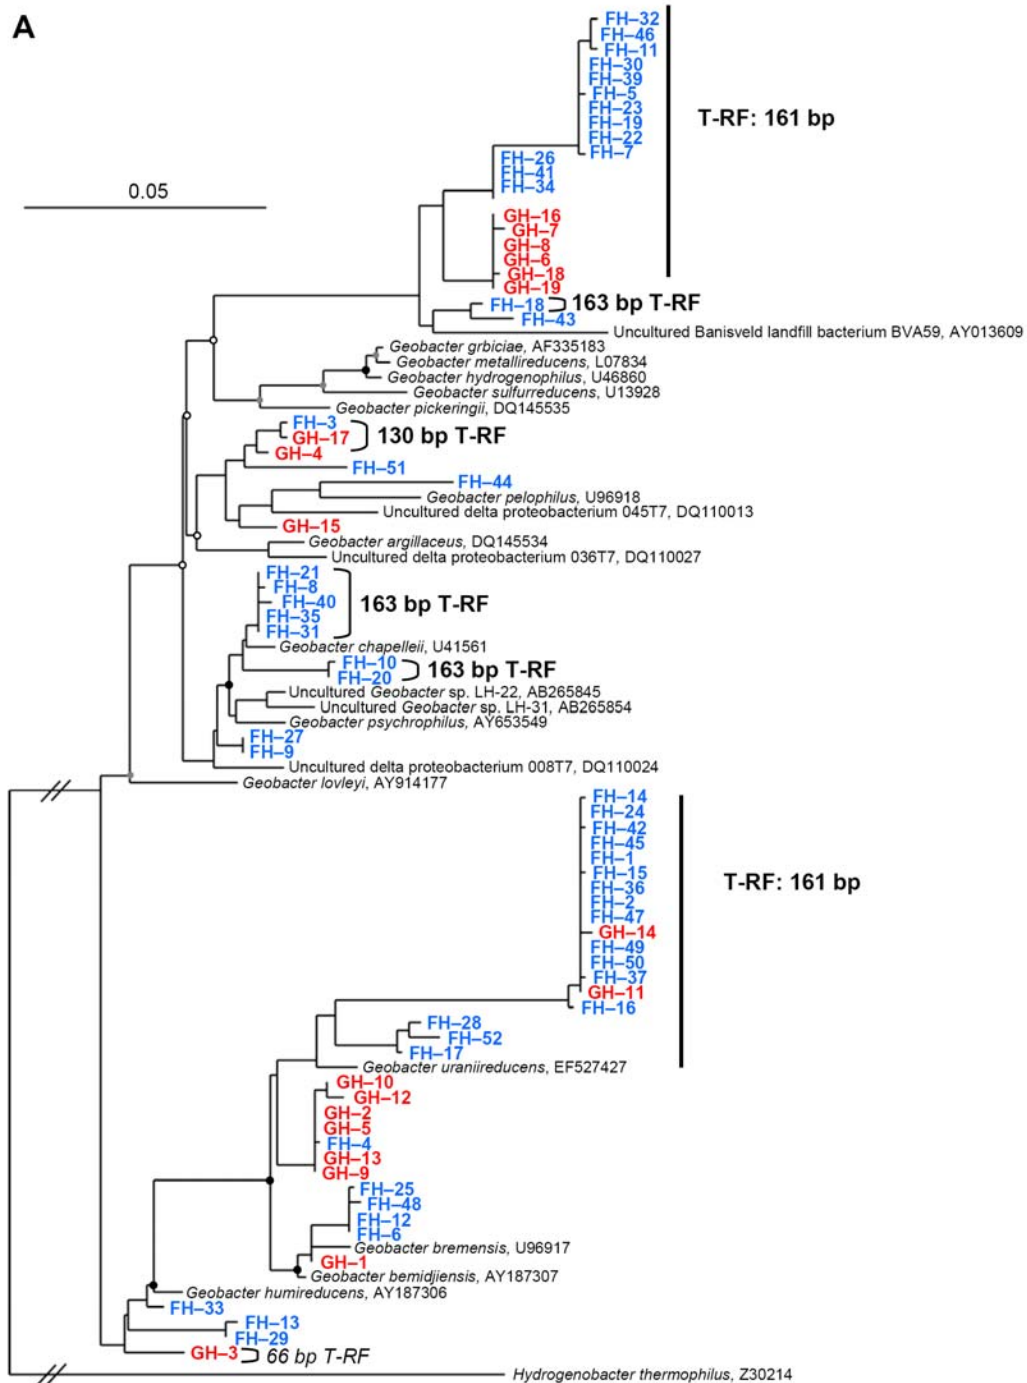 A
FH–32
FH–46
FH–11
FH–30
FH–39
FH–5
FH–23
T-RF: 161 bp
FH–19
FH–22
FH–7
FH–26
FH–41
FH–34
0.05
GH–16
GH–7
GH–8
GH–6
GH–18
GH–19
FH–18 163 bp T-RF
FH–43
Uncultured Banisveld landfill bacterium BVA59, AY013609
Geobacter grbiciae, AF335183
Geobacter metallireducens, L07834
Geobacter hydrogenophilus, U46860
Geobacter sulfurreducens, U13928
Geobacter pickeringii, DQ145535
FH–3
GH–17 130 bp T-RF
GH–4
FH–51
FH–44
Geobacter pelophilus, U96918
Uncultured delta proteobacterium 045T7, DQ110013
GH–15
Geobacter argillaceus, DQ145534
Uncultured delta proteobacterium 036T7, DQ110027
FH–21
FH–8
FH–40 163 bp T-RF
FH–35
FH–31
Geobacter chapelleii, U41561
FH–10 163 bp T-RF
FH–20
Uncultured Geobacter sp. LH-22, AB265845
Uncultured Geobacter sp. LH-31, AB265854
Geobacter psychrophilus, AY653549
FH–27
FH–9
Uncultured delta proteobacterium 008T7, DQ110024
Geobacter lovleyi, AY914177
FH–14
FH–24
FH–42
FH–45
FH–1
FH–15
T-RF: 161 bp
FH–36
FH–2
FH–47
GH–14
FH–49
FH–50
FH–37
GH–11
FH–16
FH–28
FH–52
FH–17
Geobacter uraniireducens, EF527427
GH–10
GH–12
GH–2
GH–5
FH–4
GH–13
GH–9
FH–25
FH–48
FH–12
FH–6
Geobacter bremensis, U96917
GH–1
Geobacter bemidjiensis, AY187307
Geobacter humireducens, AY187306
FH–33
FH–13
FH–29
GH–3 66 bp T-RF
Hydrogenobacter thermophilus, Z30214